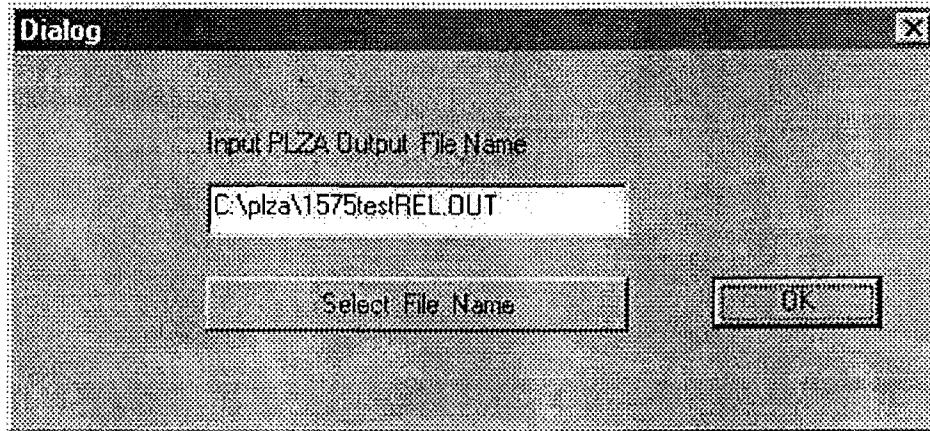 Dialog
Input PLZA Output File Name
C:\plza\1575testREL.OUT
Select File Name
OK